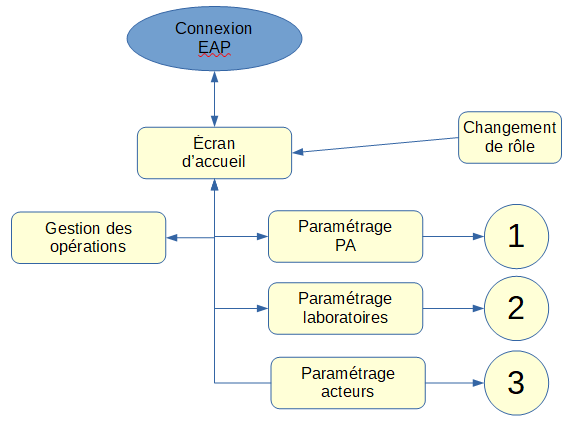 Connexion
EAP
Écran
d'accueil
Changement
de rôle
Gestion des
opérations
Paramétrage
PA
1
Paramétrage
laboratoires
2
Paramétrage
acteurs
3